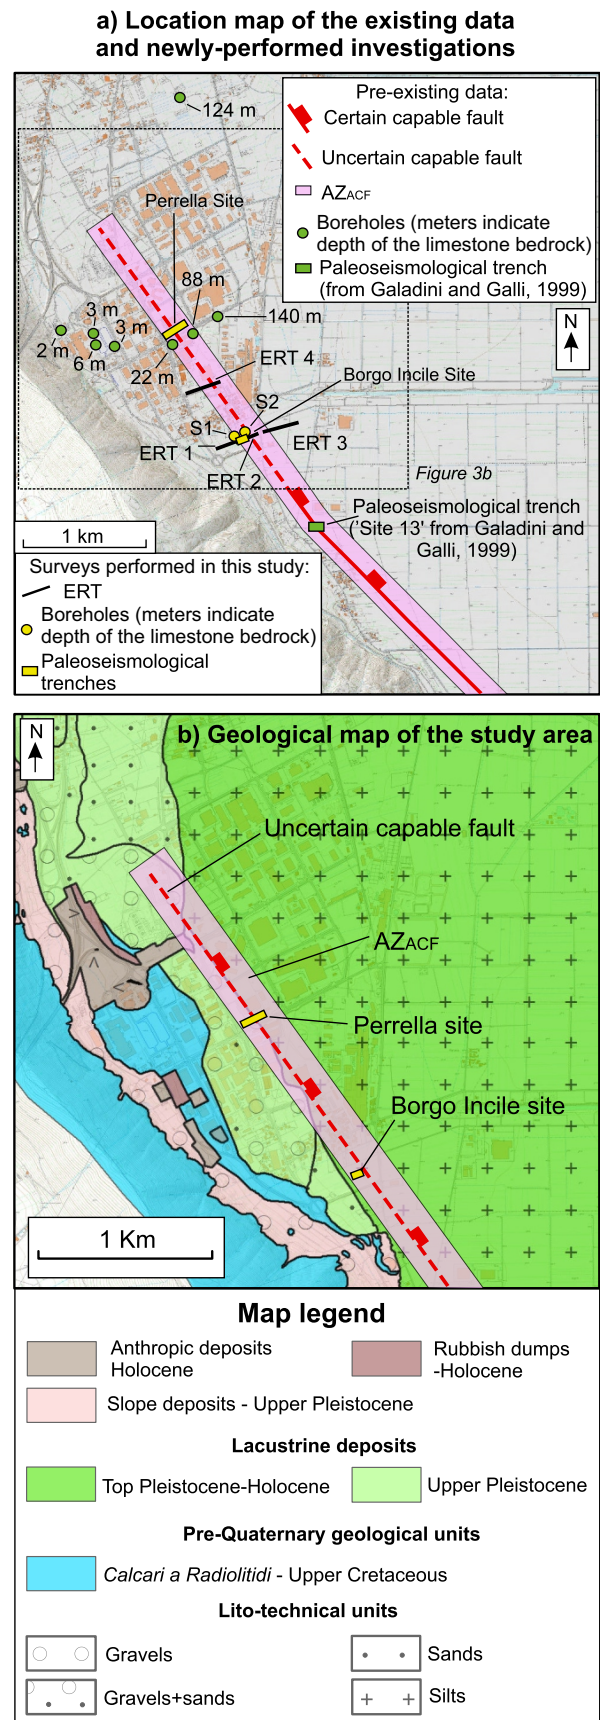 a) Location map of the existing data
and newly-performed investigations
124 m
Pre-existing data:
Certain capable fault
Uncertain capable fault
AZACF
Boreholes (meters indicate
depth of the limestone bedrock)
Paleoseismological trench
(from Galadini and Galli, 1999)
Perrella Site
88 m
3 m
3 m
140 m
N
2 m
6 m
22 m
ERT 4
Borgo Incile Site
S2
S1
ERT 3
ERT 1
ERT 2
Figure 3b
Paleoseismological trench
('Site 13' from Galadini and
Galli, 1999)
1 km
Surveys performed in this study:
ERT
Boreholes (meters indicate
depth of the limestone bedrock)
Paleoseismological
trenches
N
b) Geological map of the study area
Uncertain capable fault
AZACF
Perrella site
Borgo Incile site
1 Km
Map legend
Anthropic deposits
Holocene
Rubbish dumps
-Holocene
Slope deposits - Upper Pleistocene
Lacustrine deposits
Top Pleistocene-Holocene
Upper Pleistocene
Pre-Quaternary geological units
Calcari a Radiolitidi - Upper Cretaceous
Lito-technical units
Gravels
Sands
Gravels+sands
Silts